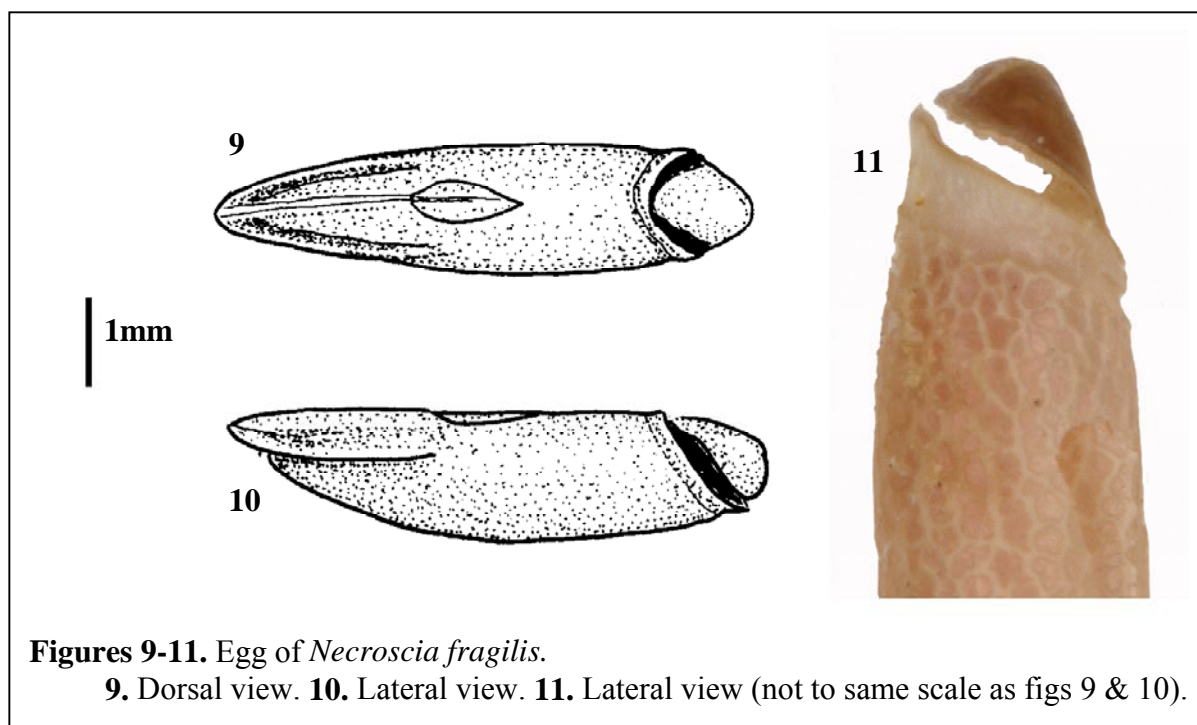 9
11
1mm
10
Figures 9-11. Egg of Necroscia fragilis.
9. Dorsal view. 10. Lateral view. 11. Lateral view (not to same scale as figs 9 & 10).